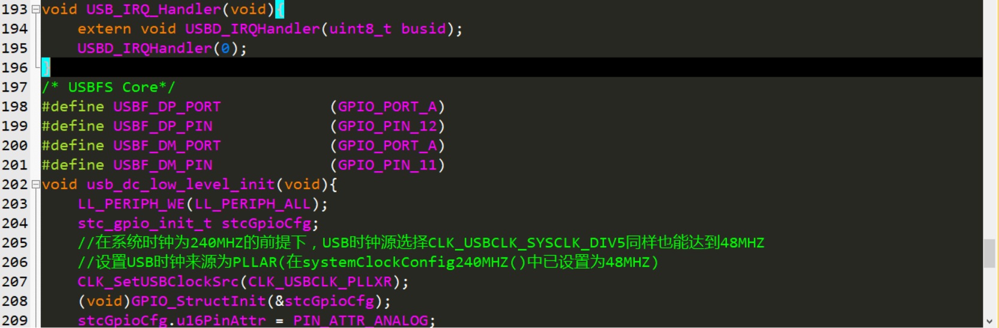 193 void USB_IRQ_Handler(void){
194     extern void USBD_IRQHandler(uint8_t busid);
195     USBD_IRQHandler(0);
196 }
197 /* USBFS Core*/
198 #define USBF_DP_PORT            (GPIO_PORT_A)
199 #define USBF_DP_PIN             (GPIO_PIN_12)
200 #define USBF_DM_PORT            (GPIO_PORT_A)
201 #define USBF_DM_PIN             (GPIO_PIN_11)
202 void usb_dc_low_level_init(void){
203     LL_PERIPH_WE(LL_PERIPH_ALL);
204     stc_gpio_init_t stcGpioCfg;
205     //在系统时钟为240MHZ的前提下，USB时钟源选择CLK_USBCLK_SYSCLK_DIV5同样也能达到48MHZ
206     //设置USB时钟来源为PLLAR(在systemClockConfig240MHZ()中已设置为48MHZ)
207     CLK_SetUSBClockSrc(CLK_USBCLK_PLLXR);
208     (void)GPIO_StructInit(&stcGpioCfg);
209     stcGpioCfg.u16PinAttr = PIN_ATTR_ANALOG;